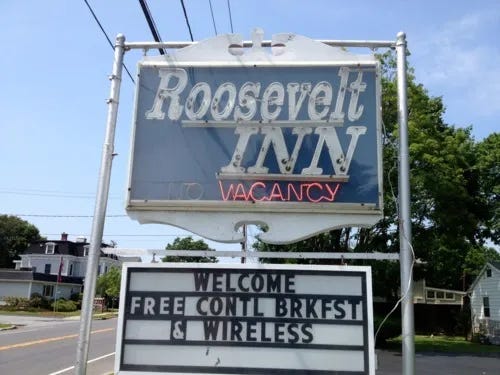 Roosevelt
INN
NO VACANCY
WELCOME
FREE CONTL BRKFST
& WIRELESS